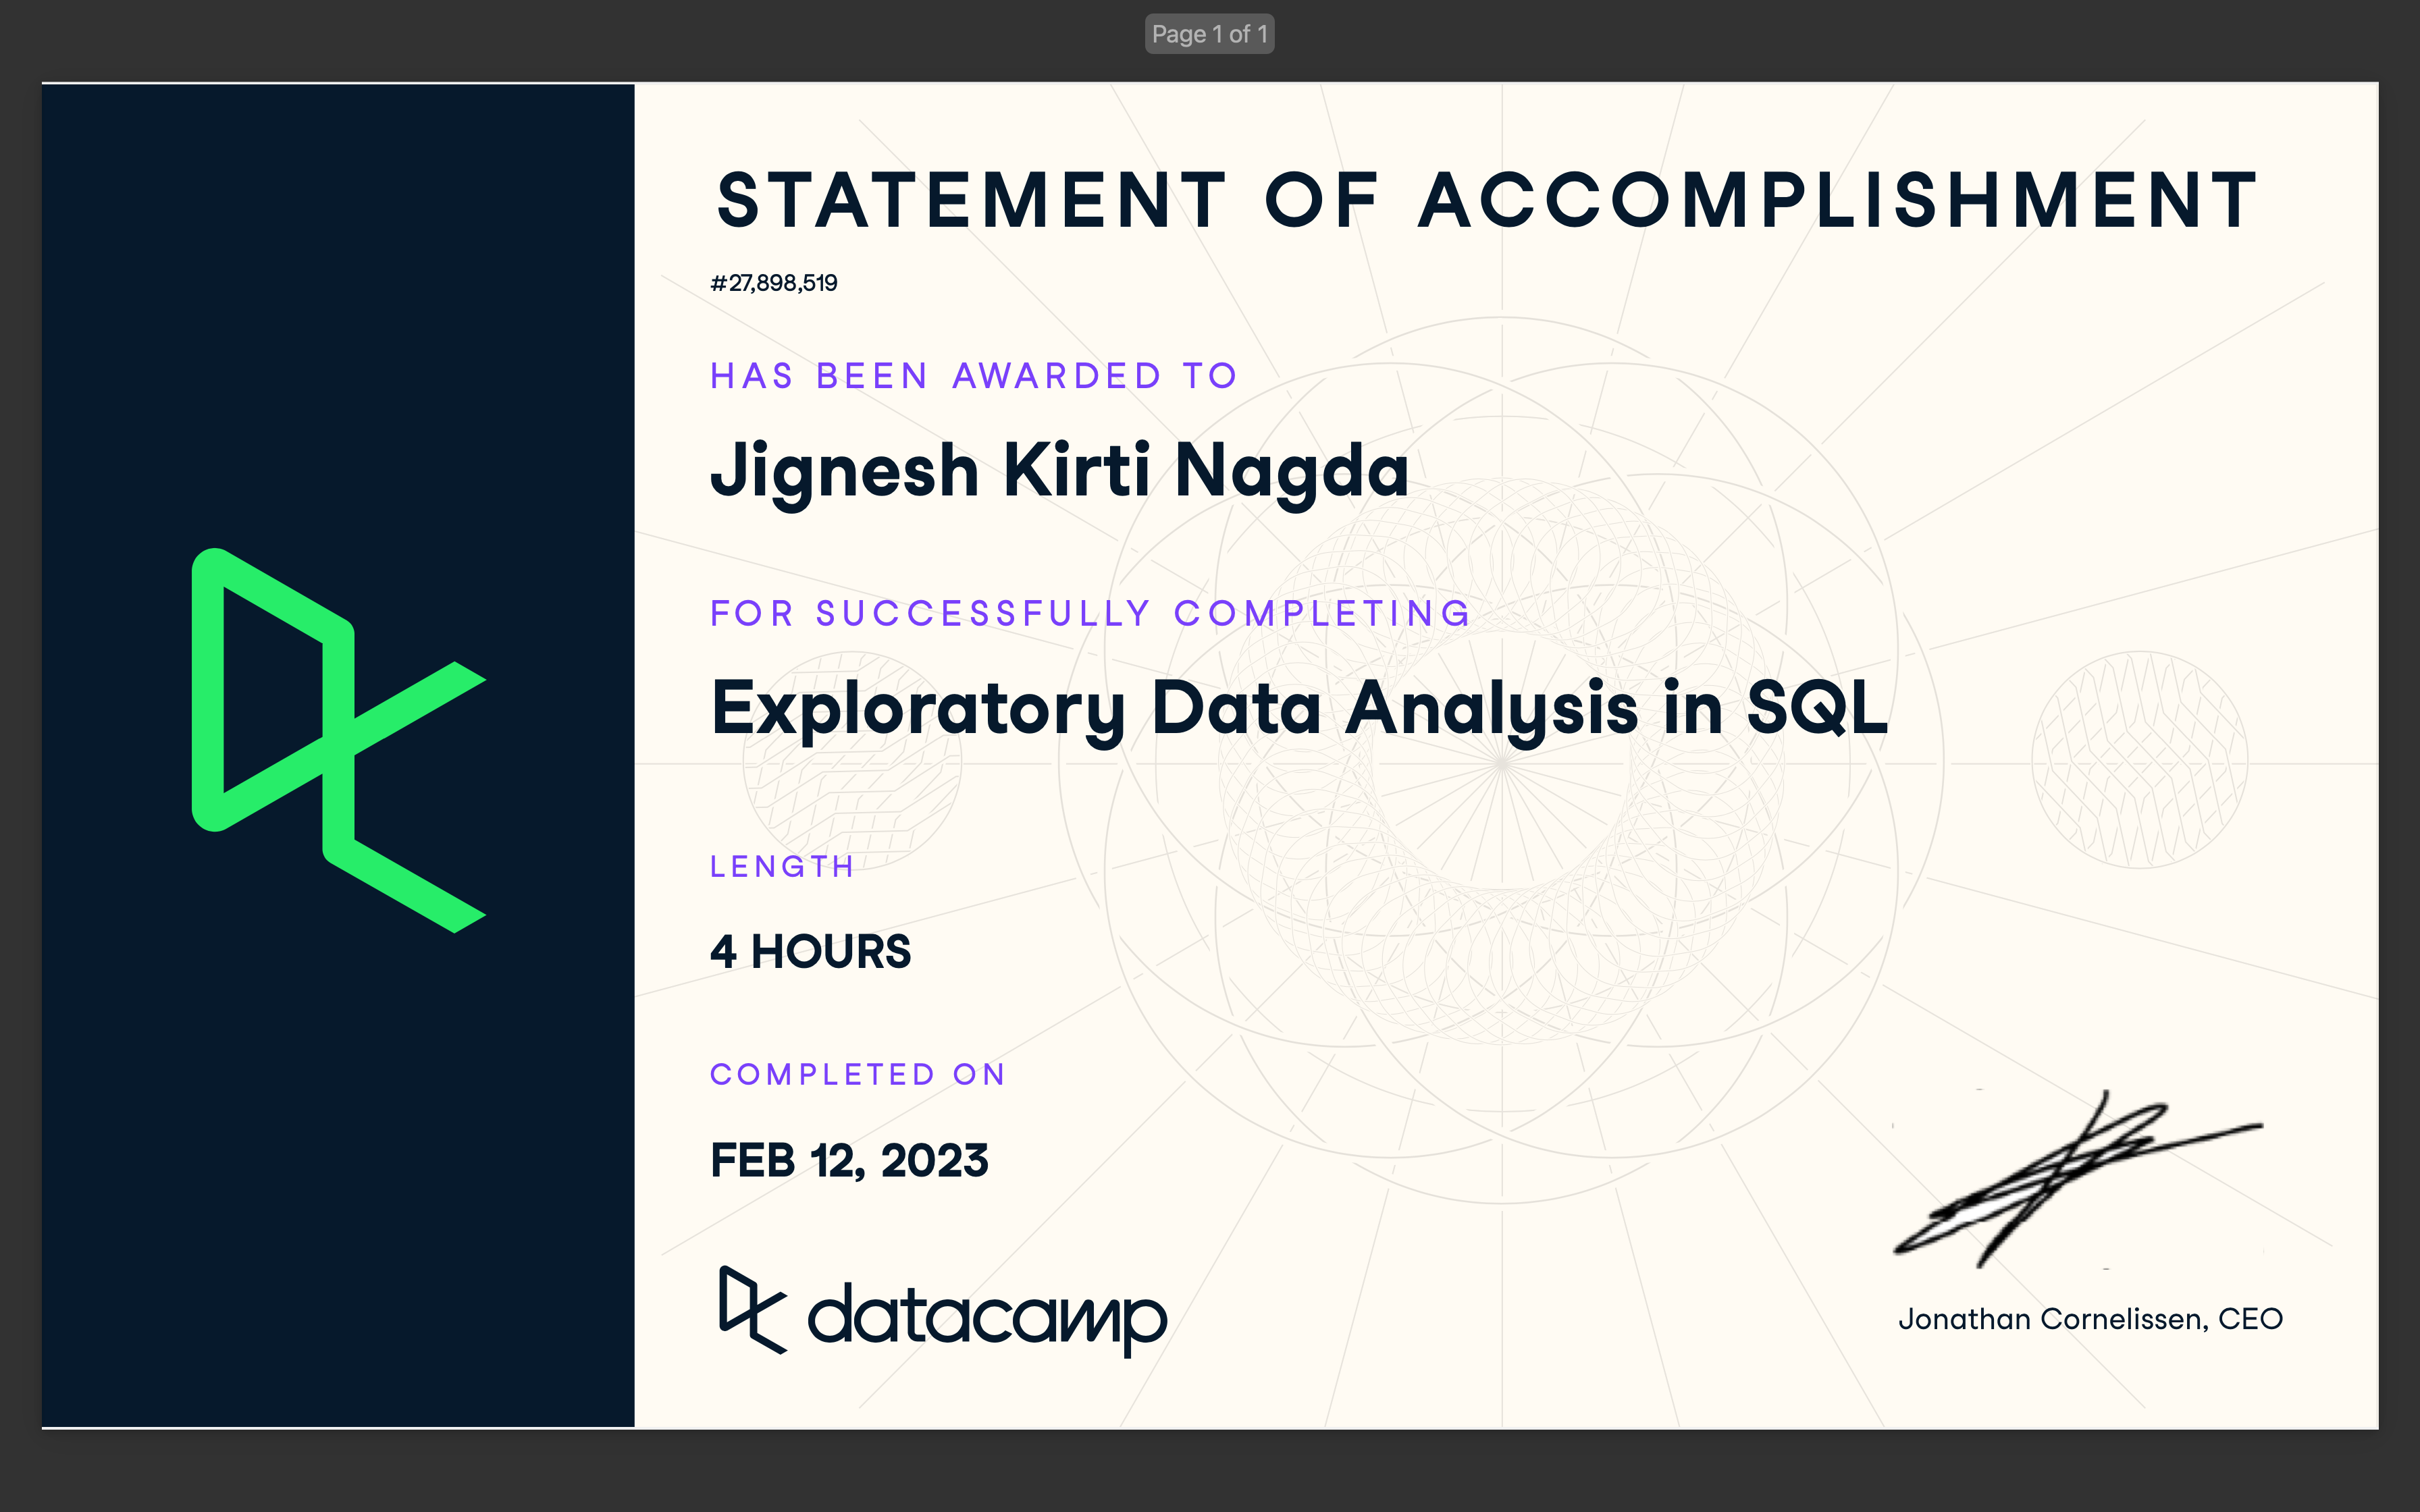 Page 1 of 1
STATEMENT OF ACCOMPLISHMENT
#27,898,519
HAS BEEN AWARDED TO
Jignesh Kirti Nagda
FOR SUCCESSFULLY COMPLETING
Exploratory Data Analysis in SQL
LENGTH
4 HOURS
COMPLETED ON
FEB 12, 2023
datacamp
Jonathan Cornelissen, CEO